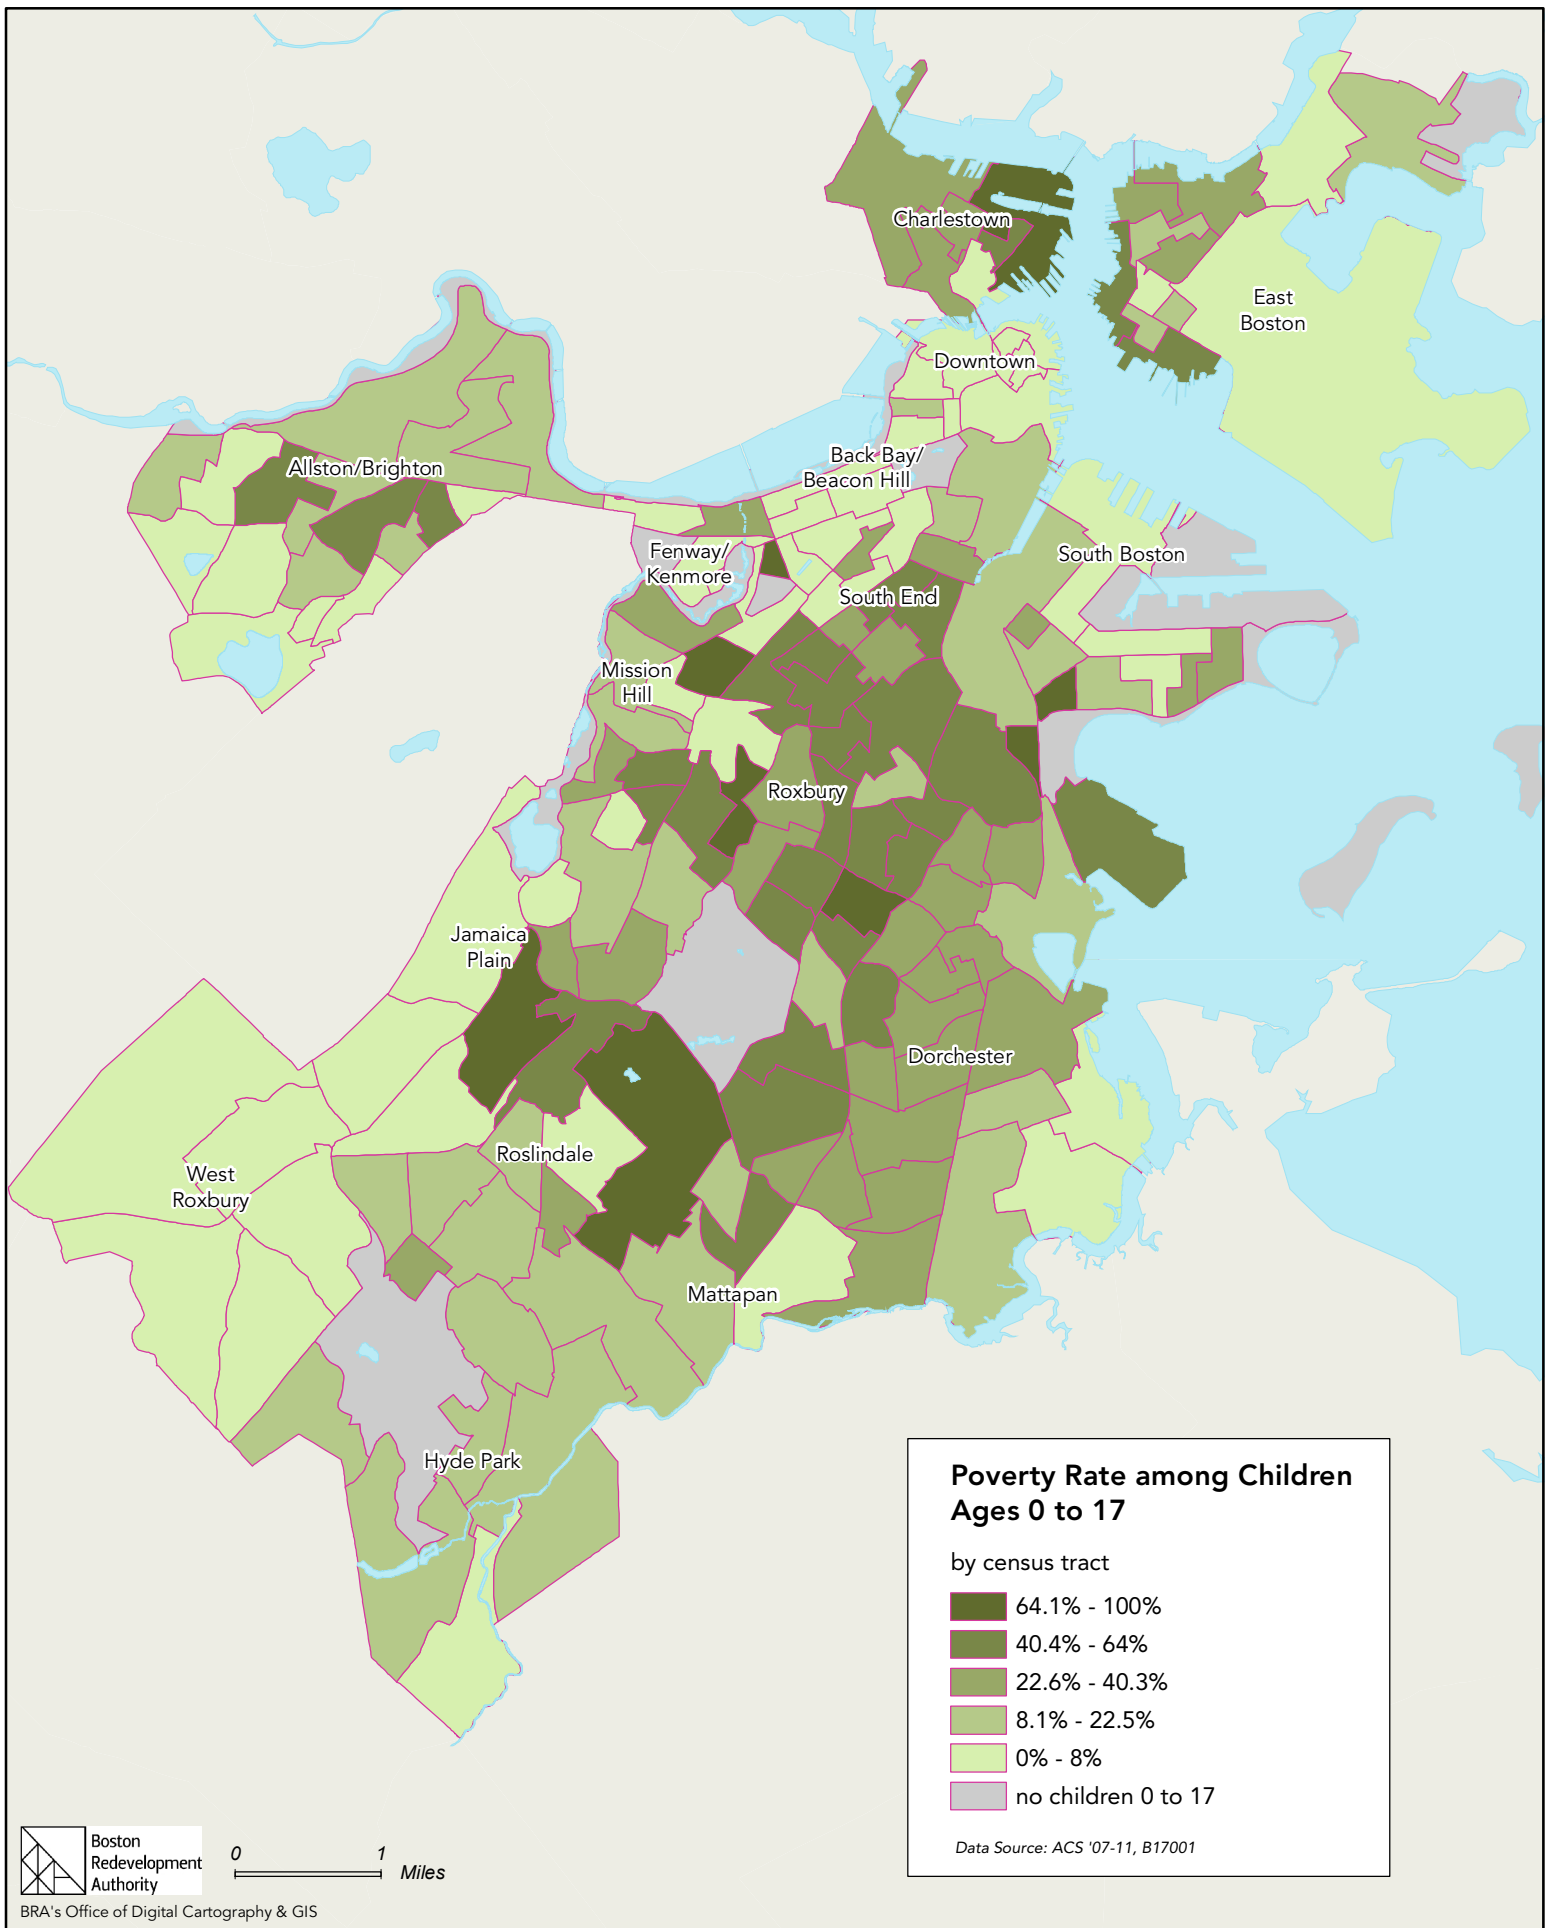 Charlestown
East
Boston
Downtown
Allston/Brighton
Back Bay/
Beacon Hill
Fenway/
Kenmore
South Boston
South End
Mission
Hill
Roxbury
Jamaica
Plain
Dorchester
Roslindale
West
Roxbury
Mattapan
Hyde Park
Poverty Rate among Children
Ages 0 to 17
by census tract
64.1% - 100%
40.4% - 64%
22.6% - 40.3%
8.1% - 22.5%
0% - 8%
no children 0 to 17
Data Source: ACS '07-11, B17001
Boston
Redevelopment
Authority
0 1
Miles
BRA's Office of Digital Cartography & GIS